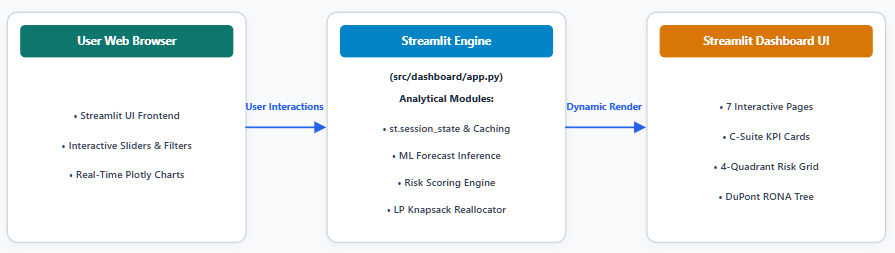 User Web Browser
• Streamlit UI Frontend
• Interactive Sliders & Filters
• Real-Time Plotly Charts
User Interactions
Streamlit Engine
(src/dashboard/app.py)
Analytical Modules:
• st.session_state & Caching
• ML Forecast Inference
• Risk Scoring Engine
• LP Knapsack Reallocator
Dynamic Render
Streamlit Dashboard UI
• 7 Interactive Pages
• C-Suite KPI Cards
• 4-Quadrant Risk Grid
• DuPont RONA Tree